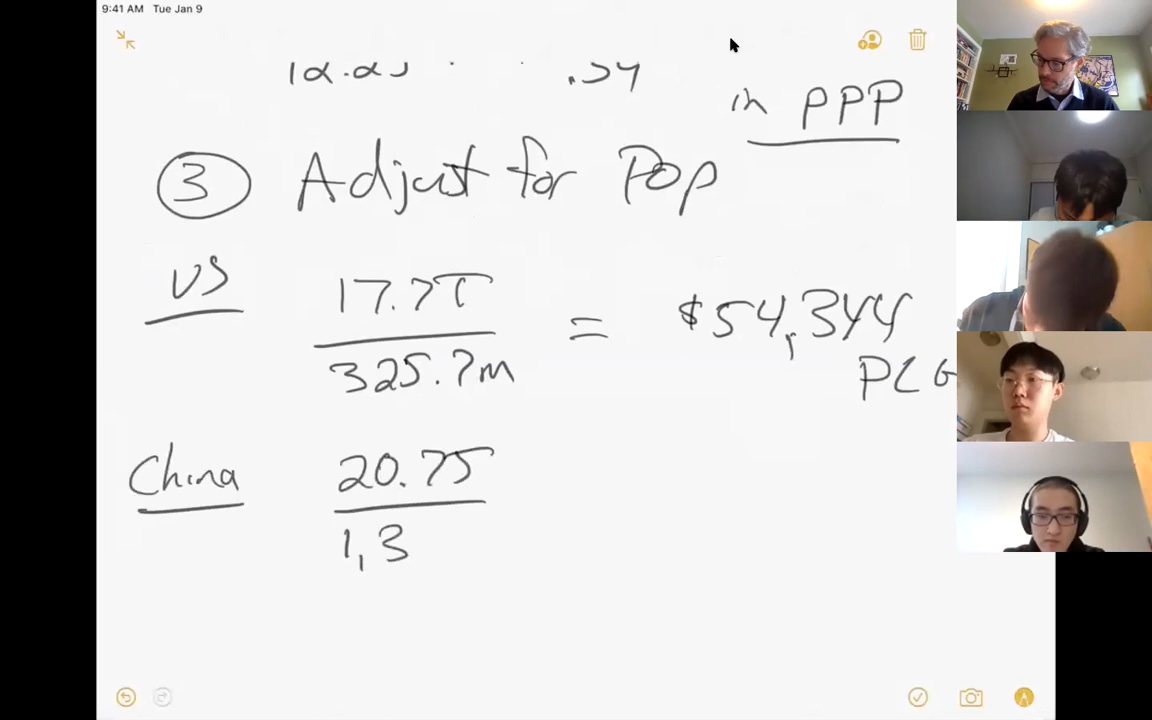 9:41 AM Tue Jan 9
in PPP
3 Adjust for Pop
US 17.7T
325.7m
= $54,344
China 20.75
1,3